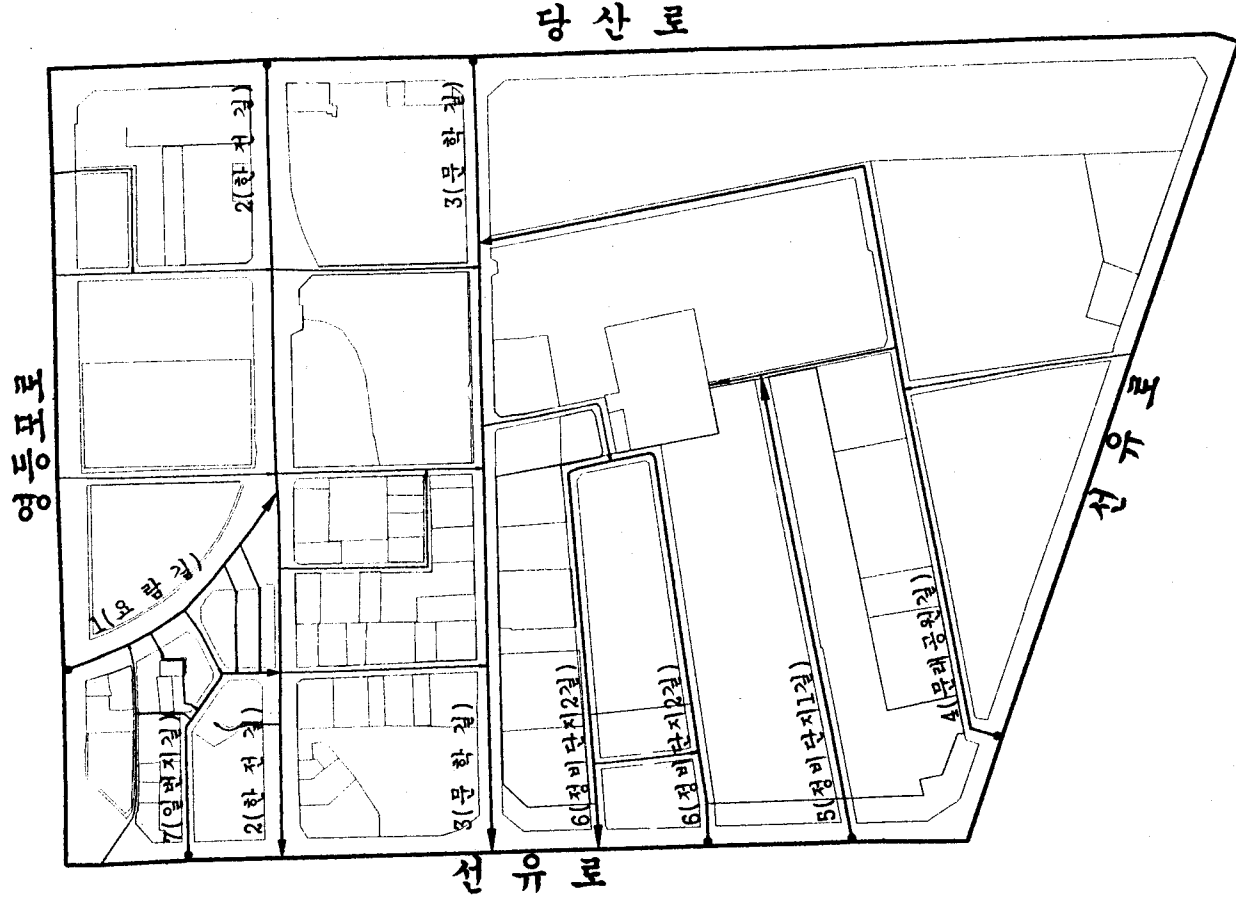 당 산 로
2(한 전 길)
3(문 학 길)
영 등 포 로
선 유 로
1(요 람 길)
7(일번지길)
2(한 전 길)
3(문 학 길)
6(정비단지2길)
6(정비단지2길)
5(정비단지1길)
4(문래공원길)
선 유 로